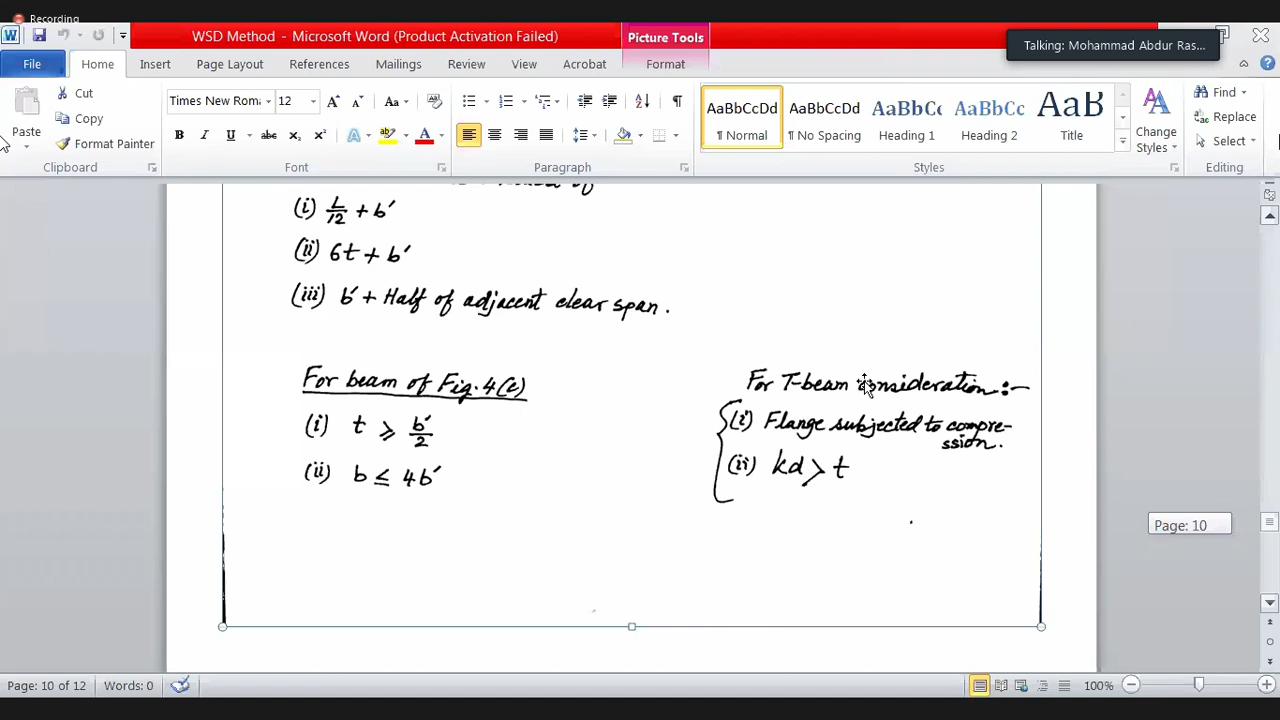 Recording
WSD Method - Microsoft Word (Product Activation Failed)
Picture Tools
Talking: Mohammad Abdur Ras...
File
Home
Insert
Page Layout
References
Mailings
Review
View
Acrobat
Format
Paste
Cut
Copy
Format Painter
Times New Roma
12
AaBbCcDd
¶ Normal
AaBbCcDd
¶ No Spacing
AaBbCc
Heading 1
AaBbCc
Heading 2
AaB
Title
Change Styles
Find
Replace
Select
Clipboard
Font
Paragraph
Styles
Editing
of
(i) L/12 + b′
(ii) 6t + b′
(iii) b′ + Half of adjacent clear span.
For beam of Fig. 4(c)
(i) t ⩾ b′/2
(ii) b ≤ 4b′
For T-beam consideration :-
(i) Flange subjected to compre-
ssion.
(ii) kd > t
Page: 10
Page: 10 of 12
Words: 0
100%